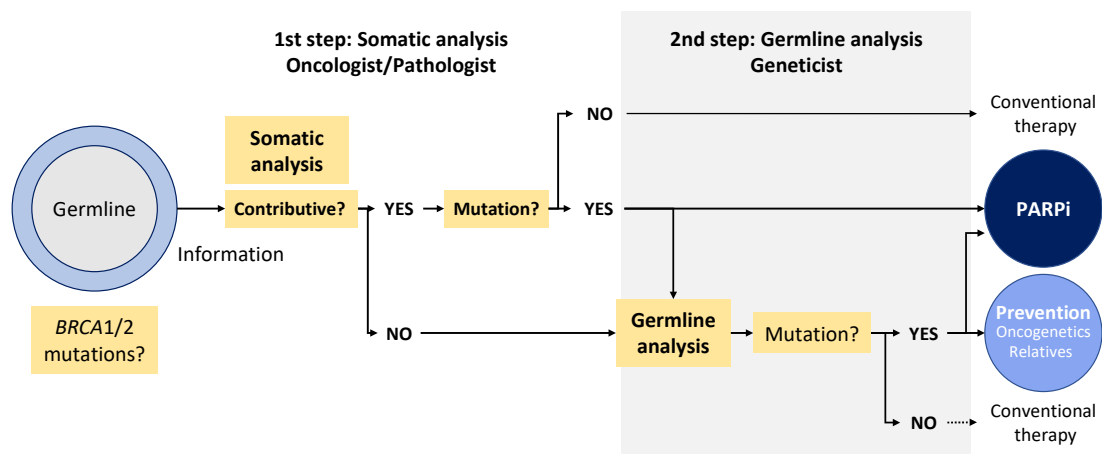 1st step: Somatic analysis
Oncologist/Pathologist
2nd step: Germline analysis
Geneticist
NO
Conventional
therapy
Somatic
analysis
Germline
Contributive?
YES
Mutation?
YES
PARPi
Information
BRCA1/2
mutations?
NO
Germline
analysis
Mutation?
YES
Prevention
Oncogenetics
Relatives
NO
Conventional
therapy